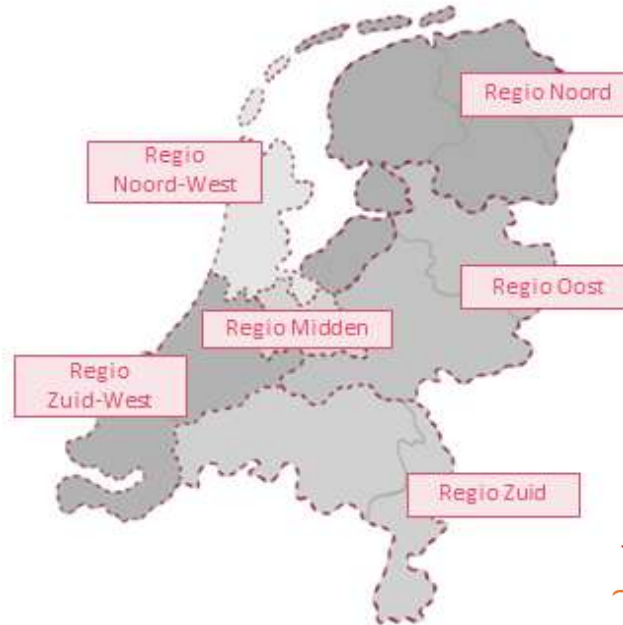 Regio Noord
Regio
Noord-West
Regio Oost
Regio Midden
Regio
Zuid-West
Regio Zuid